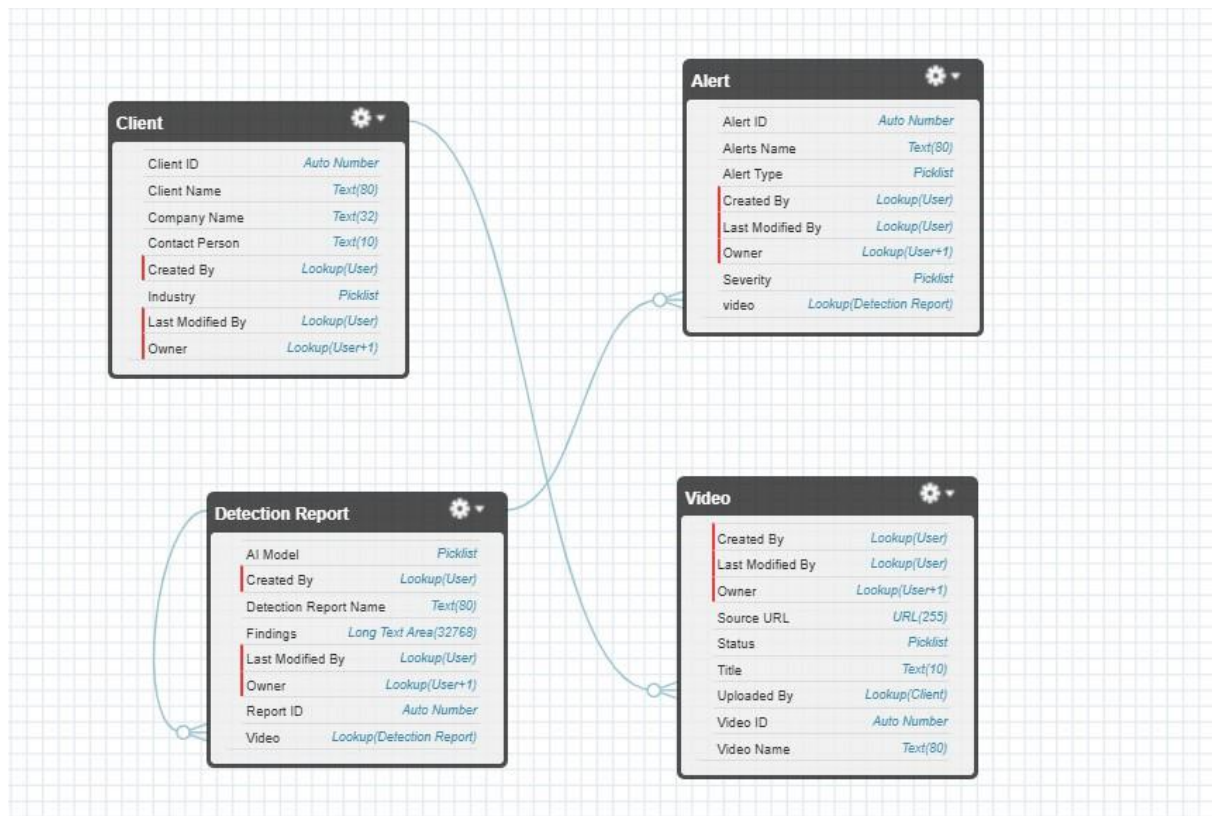 Client
Client ID Auto Number
Client Name Text(80)
Company Name Text(32)
Contact Person Text(10)
Created By Lookup(User)
Industry Picklist
Last Modified By Lookup(User)
Owner Lookup(User+1)
Alert
Alert ID Auto Number
Alerts Name Text(80)
Alert Type Picklist
Created By Lookup(User)
Last Modified By Lookup(User)
Owner Lookup(User+1)
Severity Picklist
video Lookup(Detection Report)
Detection Report
AI Model Picklist
Created By Lookup(User)
Detection Report Name Text(80)
Findings Long Text Area(32768)
Last Modified By Lookup(User)
Owner Lookup(User+1)
Report ID Auto Number
Video Lookup(Detection Report)
Video
Created By Lookup(User)
Last Modified By Lookup(User)
Owner Lookup(User+1)
Source URL URL(255)
Status Picklist
Title Text(10)
Uploaded By Lookup(Client)
Video ID Auto Number
Video Name Text(80)